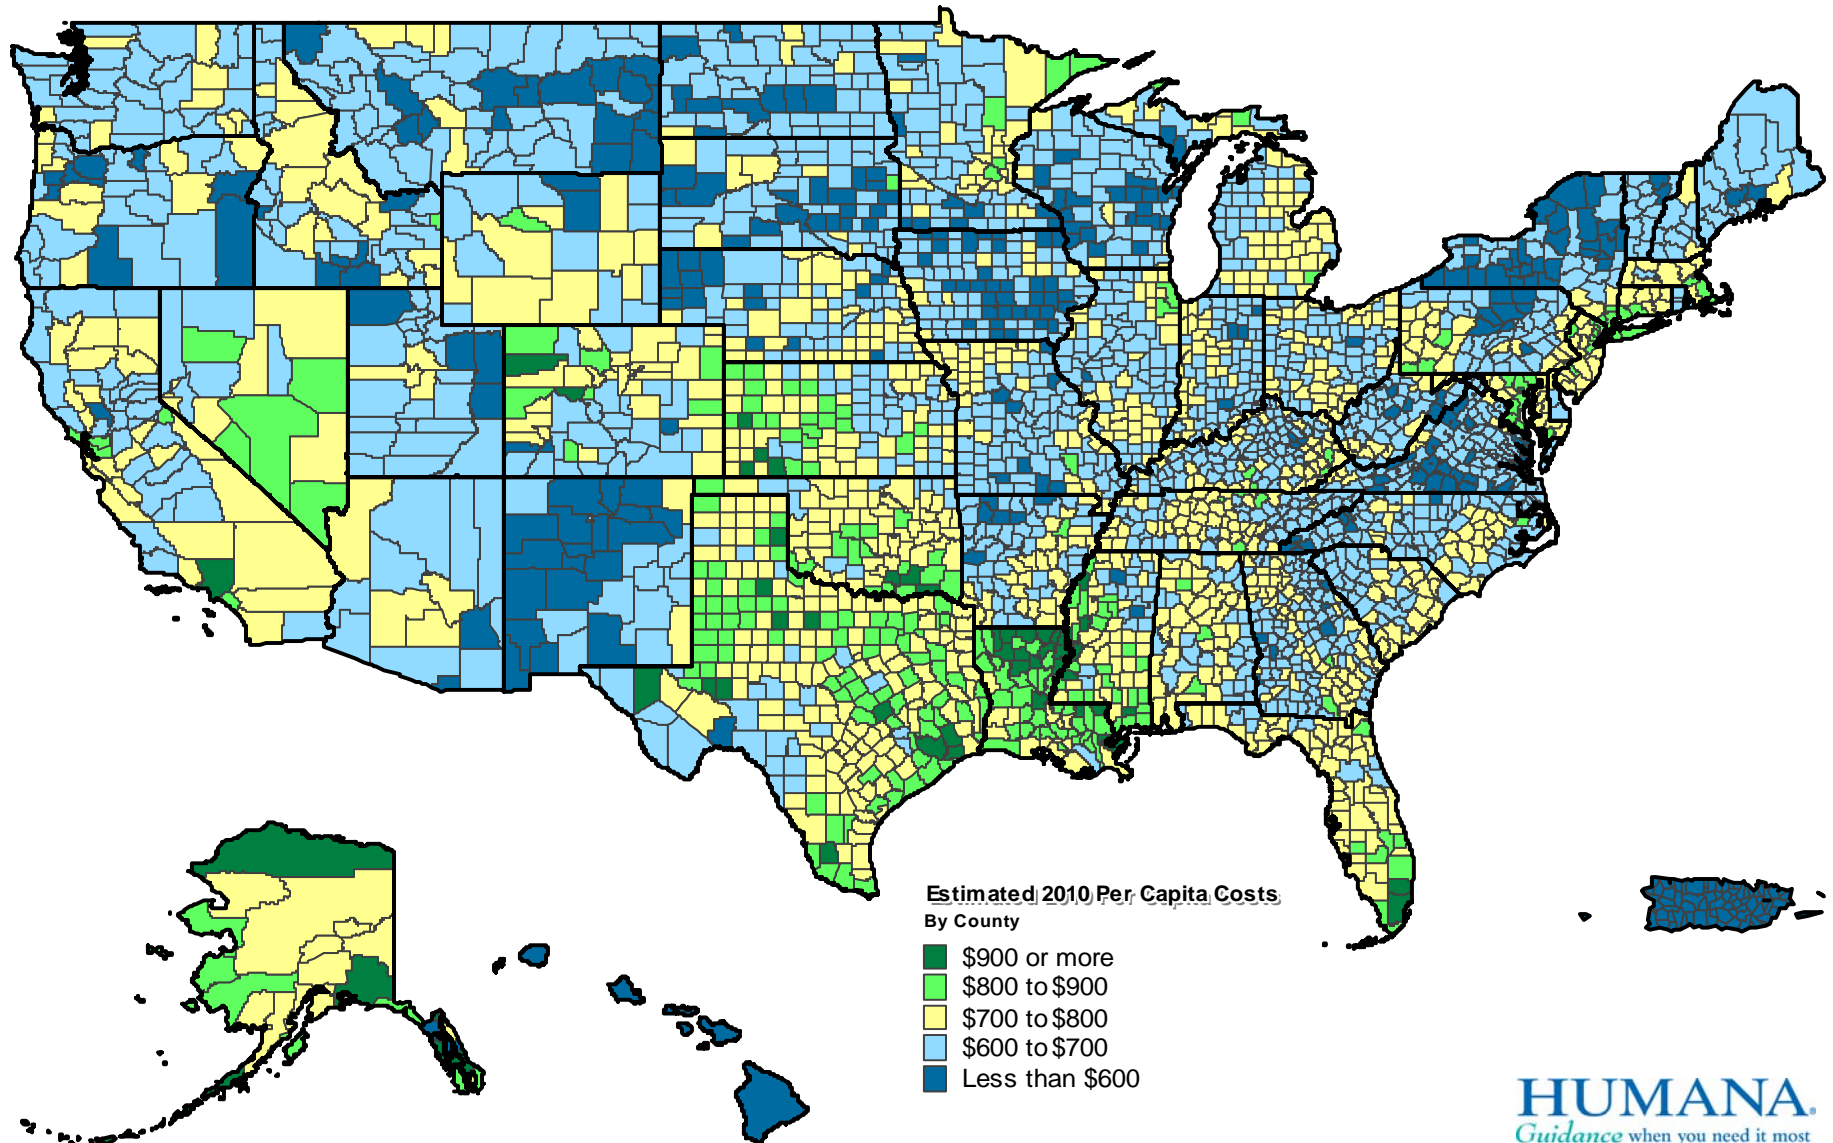 Estimated 2010 Per Capita Costs
By County
$900 or more
$800 to $900
$700 to $800
$600 to $700
Less than $600
HUMANA.
Guidance when you need it most